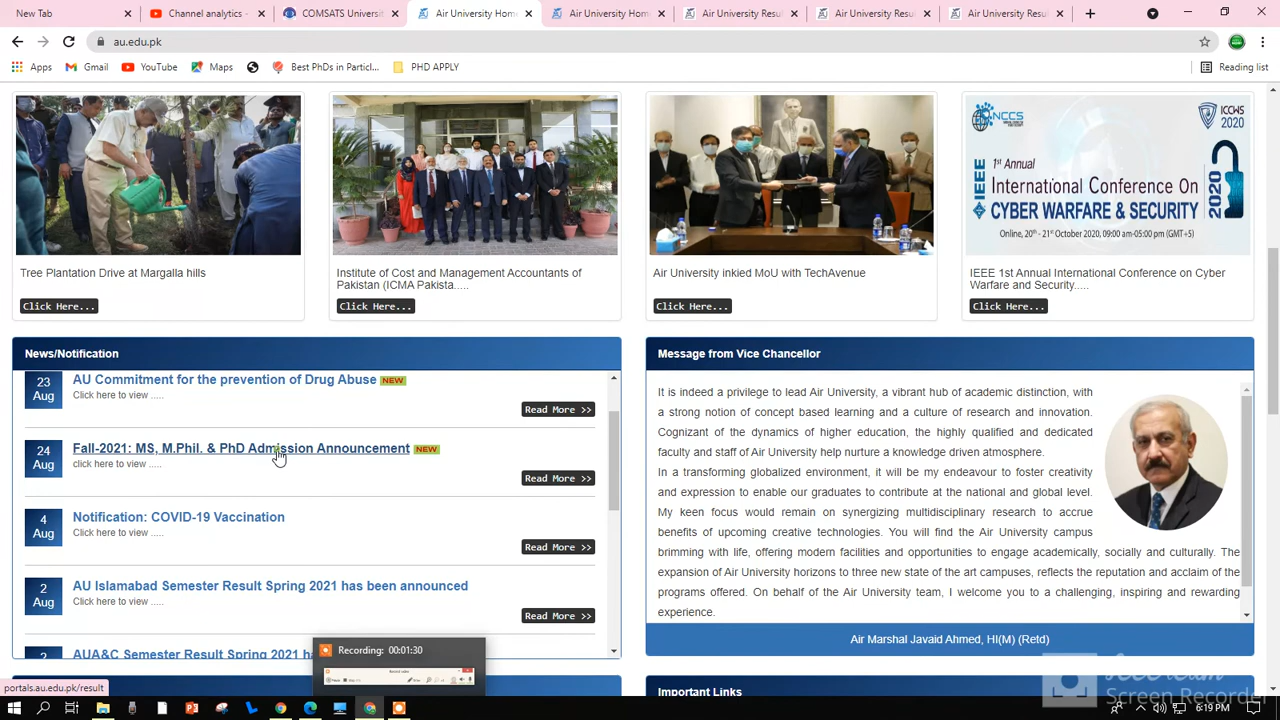 New Tab
Channel analytics -
COMSATS Universit
Air University Hom
Air University Home
Air University Resul
Air University Resul
Air University Resul
au.edu.pk
Apps
Gmail
YouTube
Maps
Best PhDs in Particl...
PHD APPLY
Reading list
NCCS
ICCWS
2020
1st Annual
International Conference On
CYBER WARFARE & SECURITY
2020
IEEE
Online, 20th - 21st October 2020, 09:00 am-05:00 pm (GMT+5)
Tree Plantation Drive at Margalla hills
Click Here...
Institute of Cost and Management Accountants of
Pakistan (ICMA Pakista.....
Click Here...
Air University inkied MoU with TechAvenue
Click Here...
IEEE 1st Annual International Conference on Cyber
Warfare and Security.....
Click Here...
News/Notification
23
Aug
AU Commitment for the prevention of Drug Abuse NEW
Click here to view .....
Read More >>
24
Aug
Fall-2021: MS, M.Phil. & PhD Admission Announcement NEW
click here to view .....
Read More >>
4
Aug
Notification: COVID-19 Vaccination
Click here to view .....
Read More >>
2
Aug
AU Islamabad Semester Result Spring 2021 has been announced
Click here to view .....
Read More >>
2
AUA&C Semester Result Spring 2021 ha
Message from Vice Chancellor
It is indeed a privilege to lead Air University, a vibrant hub of academic distinction, with
a strong notion of concept based learning and a culture of research and innovation.
Cognizant of the dynamics of higher education, the highly qualified and dedicated
faculty and staff of Air University help nurture a knowledge driven atmosphere.
In a transforming globalized environment, it will be my endeavour to foster creativity
and expression to enable our graduates to contribute at the national and global level.
My keen focus would remain on synergizing multidisciplinary research to accrue
benefits of upcoming creative technologies. You will find the Air University campus
brimming with life, offering modern facilities and opportunities to engage academically, socially and culturally. The
expansion of Air University horizons to three new state of the art campuses, reflects the reputation and acclaim of the
programs offered. On behalf of the Air University team, I welcome you to a challenging, inspiring and rewarding
experience.
Air Marshal Javaid Ahmed, HI(M) (Retd)
Important Links
Recording: 00:01:30
portals.au.edu.pk/result
Icecream
Screen Recorder
6:19 PM